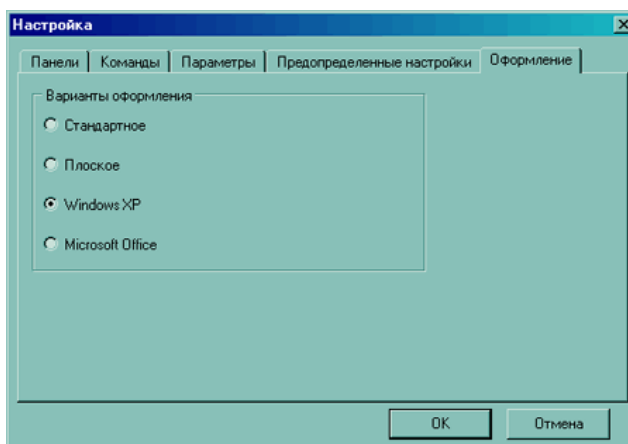 Настройка
Панели Команды Параметры Предопределенные настройки Оформление
Варианты оформления
Стандартное
Плоское
Windows XP
Microsoft Office
OK Отмена